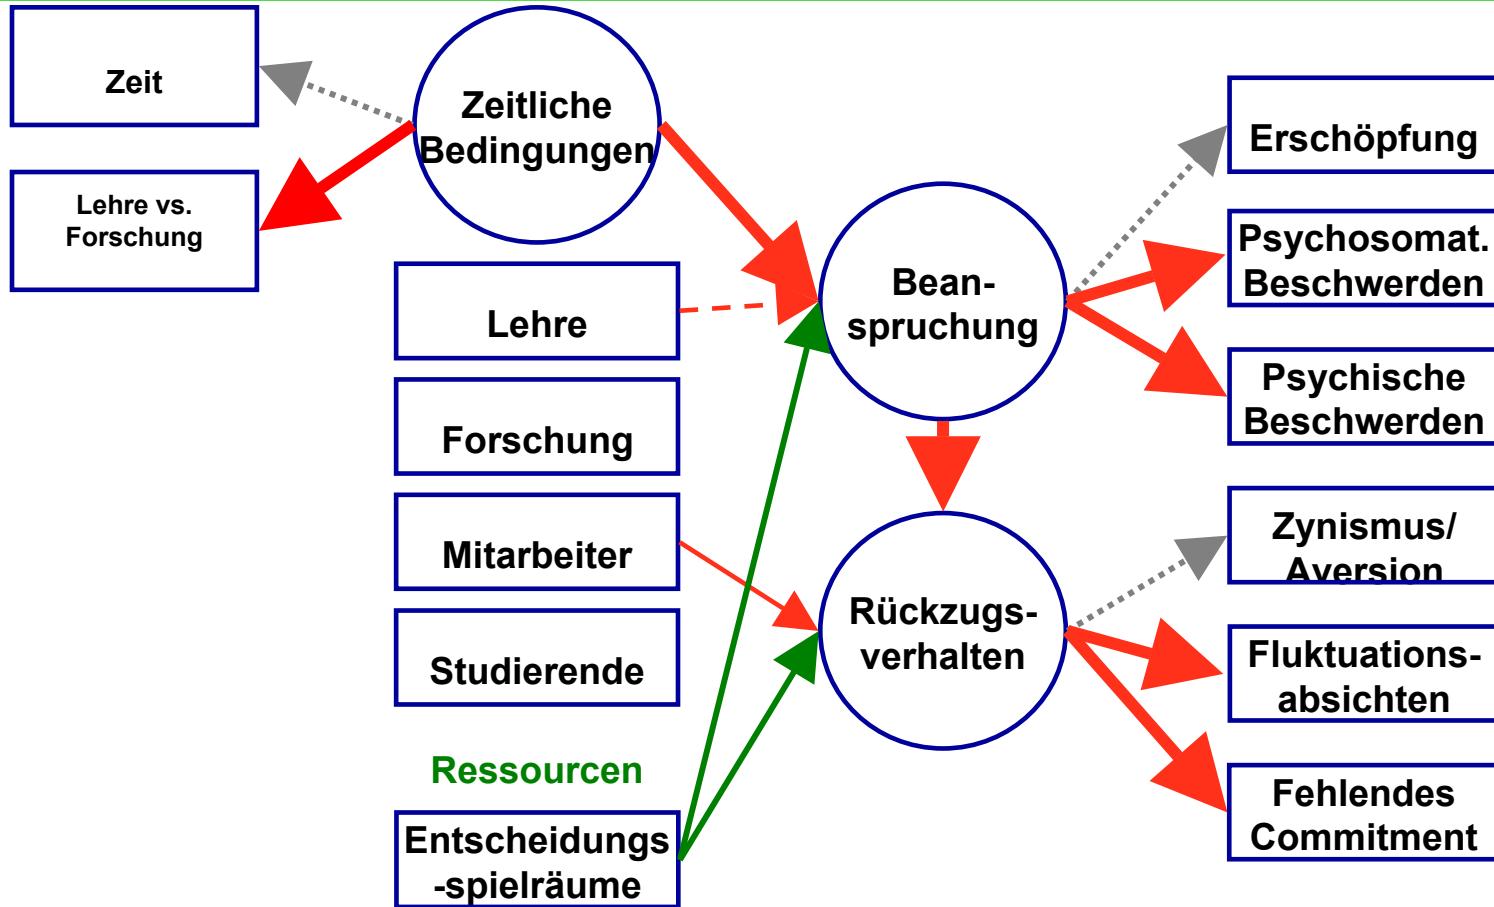 Zeit
Lehre vs.
Forschung
Zeitliche
Bedingungen
Lehre
Forschung
Mitarbeiter
Studierende
Ressourcen
Entscheidungs
-spielräume
Bean-
spruchung
Rückzugs-
verhalten
Erschöpfung
Psychosomat.
Beschwerden
Psychische
Beschwerden
Zynismus/
Aversion
Fluktuations-
absichten
Fehlendes
Commitment